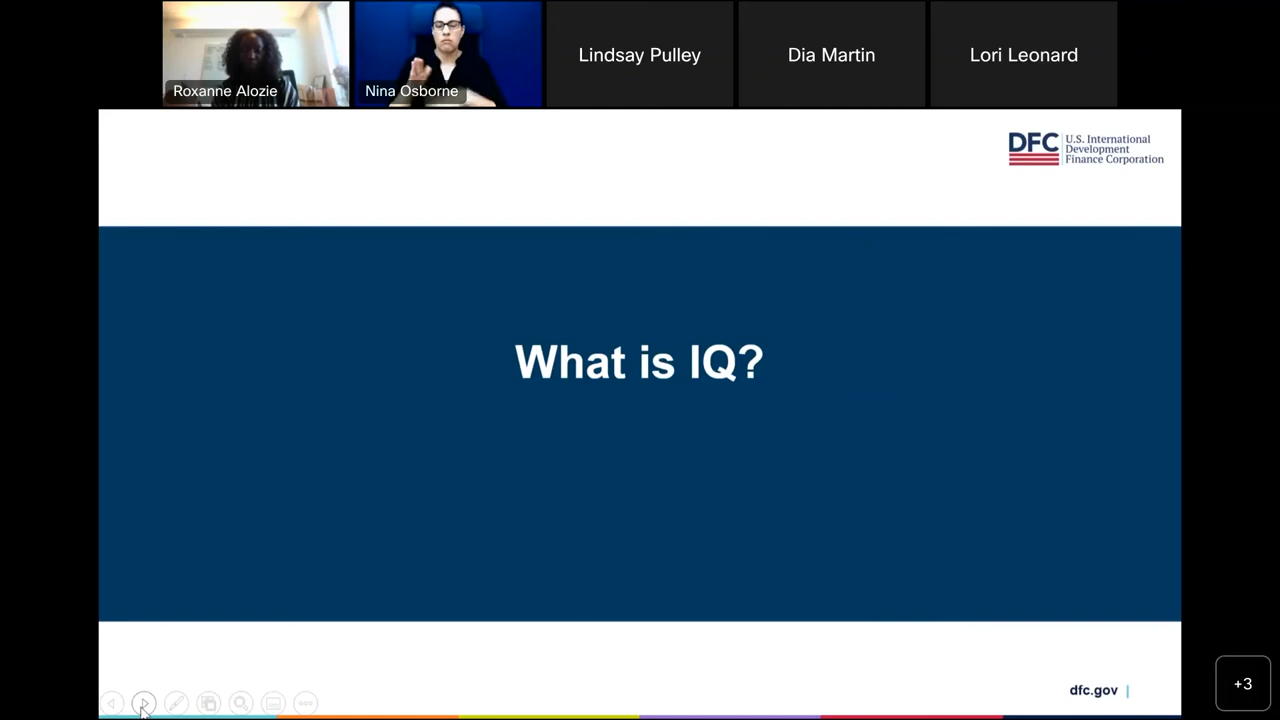 Roxanne Alozie
Nina Osborne
Lindsay Pulley
Dia Martin
Lori Leonard
DFC
U.S. International
Development
Finance Corporation
What is IQ?
dfc.gov |
+3